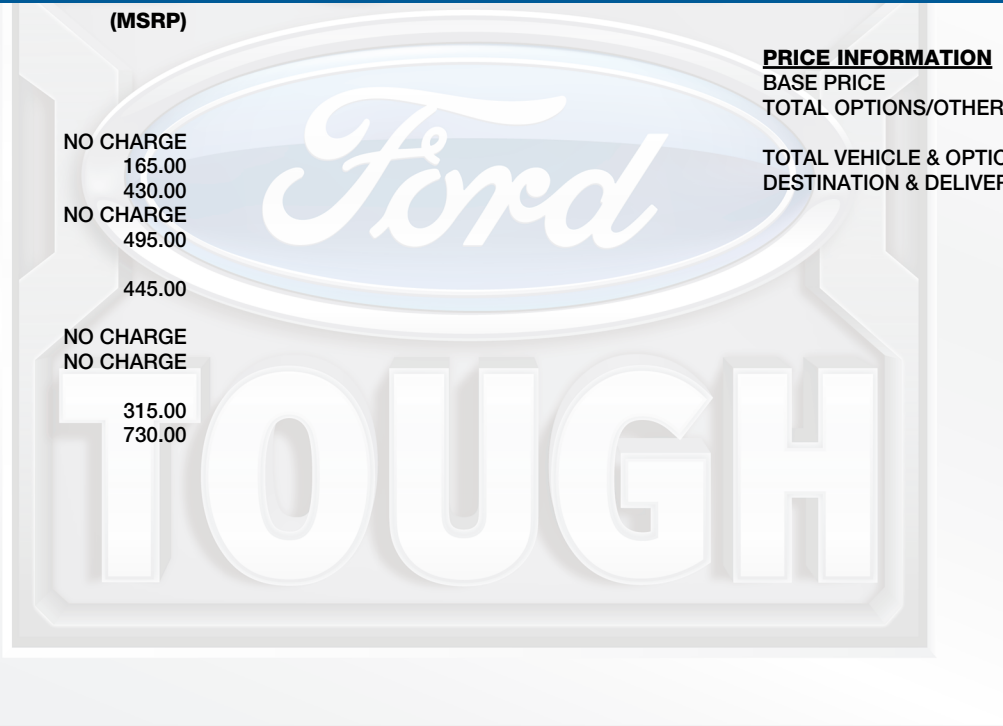 (MSRP)
NO CHARGE
165.00
430.00
NO CHARGE
495.00
445.00
NO CHARGE
NO CHARGE
315.00
730.00
PRICE INFORMATION
BASE PRICE
TOTAL OPTIONS/OTHER
TOTAL VEHICLE & OPTIO
DESTINATION & DELIVER
Ford
TOUGH